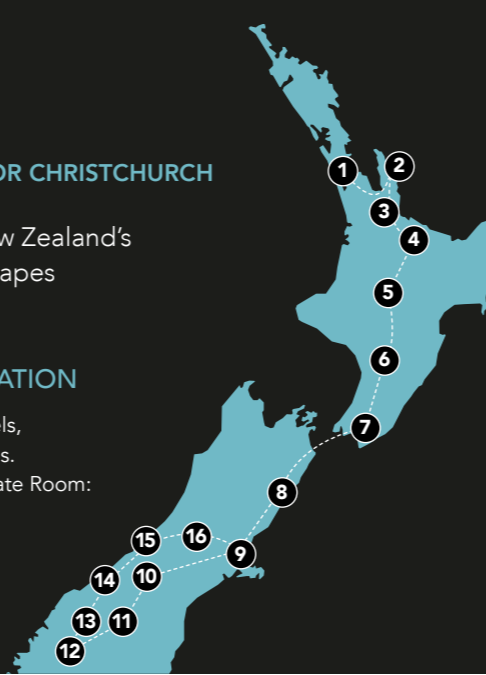 OR CHRISTCHURCH
w Zealand's
apes
ATION
els,
s.
ate Room:
1
2
3
4
5
6
7
8
9
16
15
10
14
13
11
12